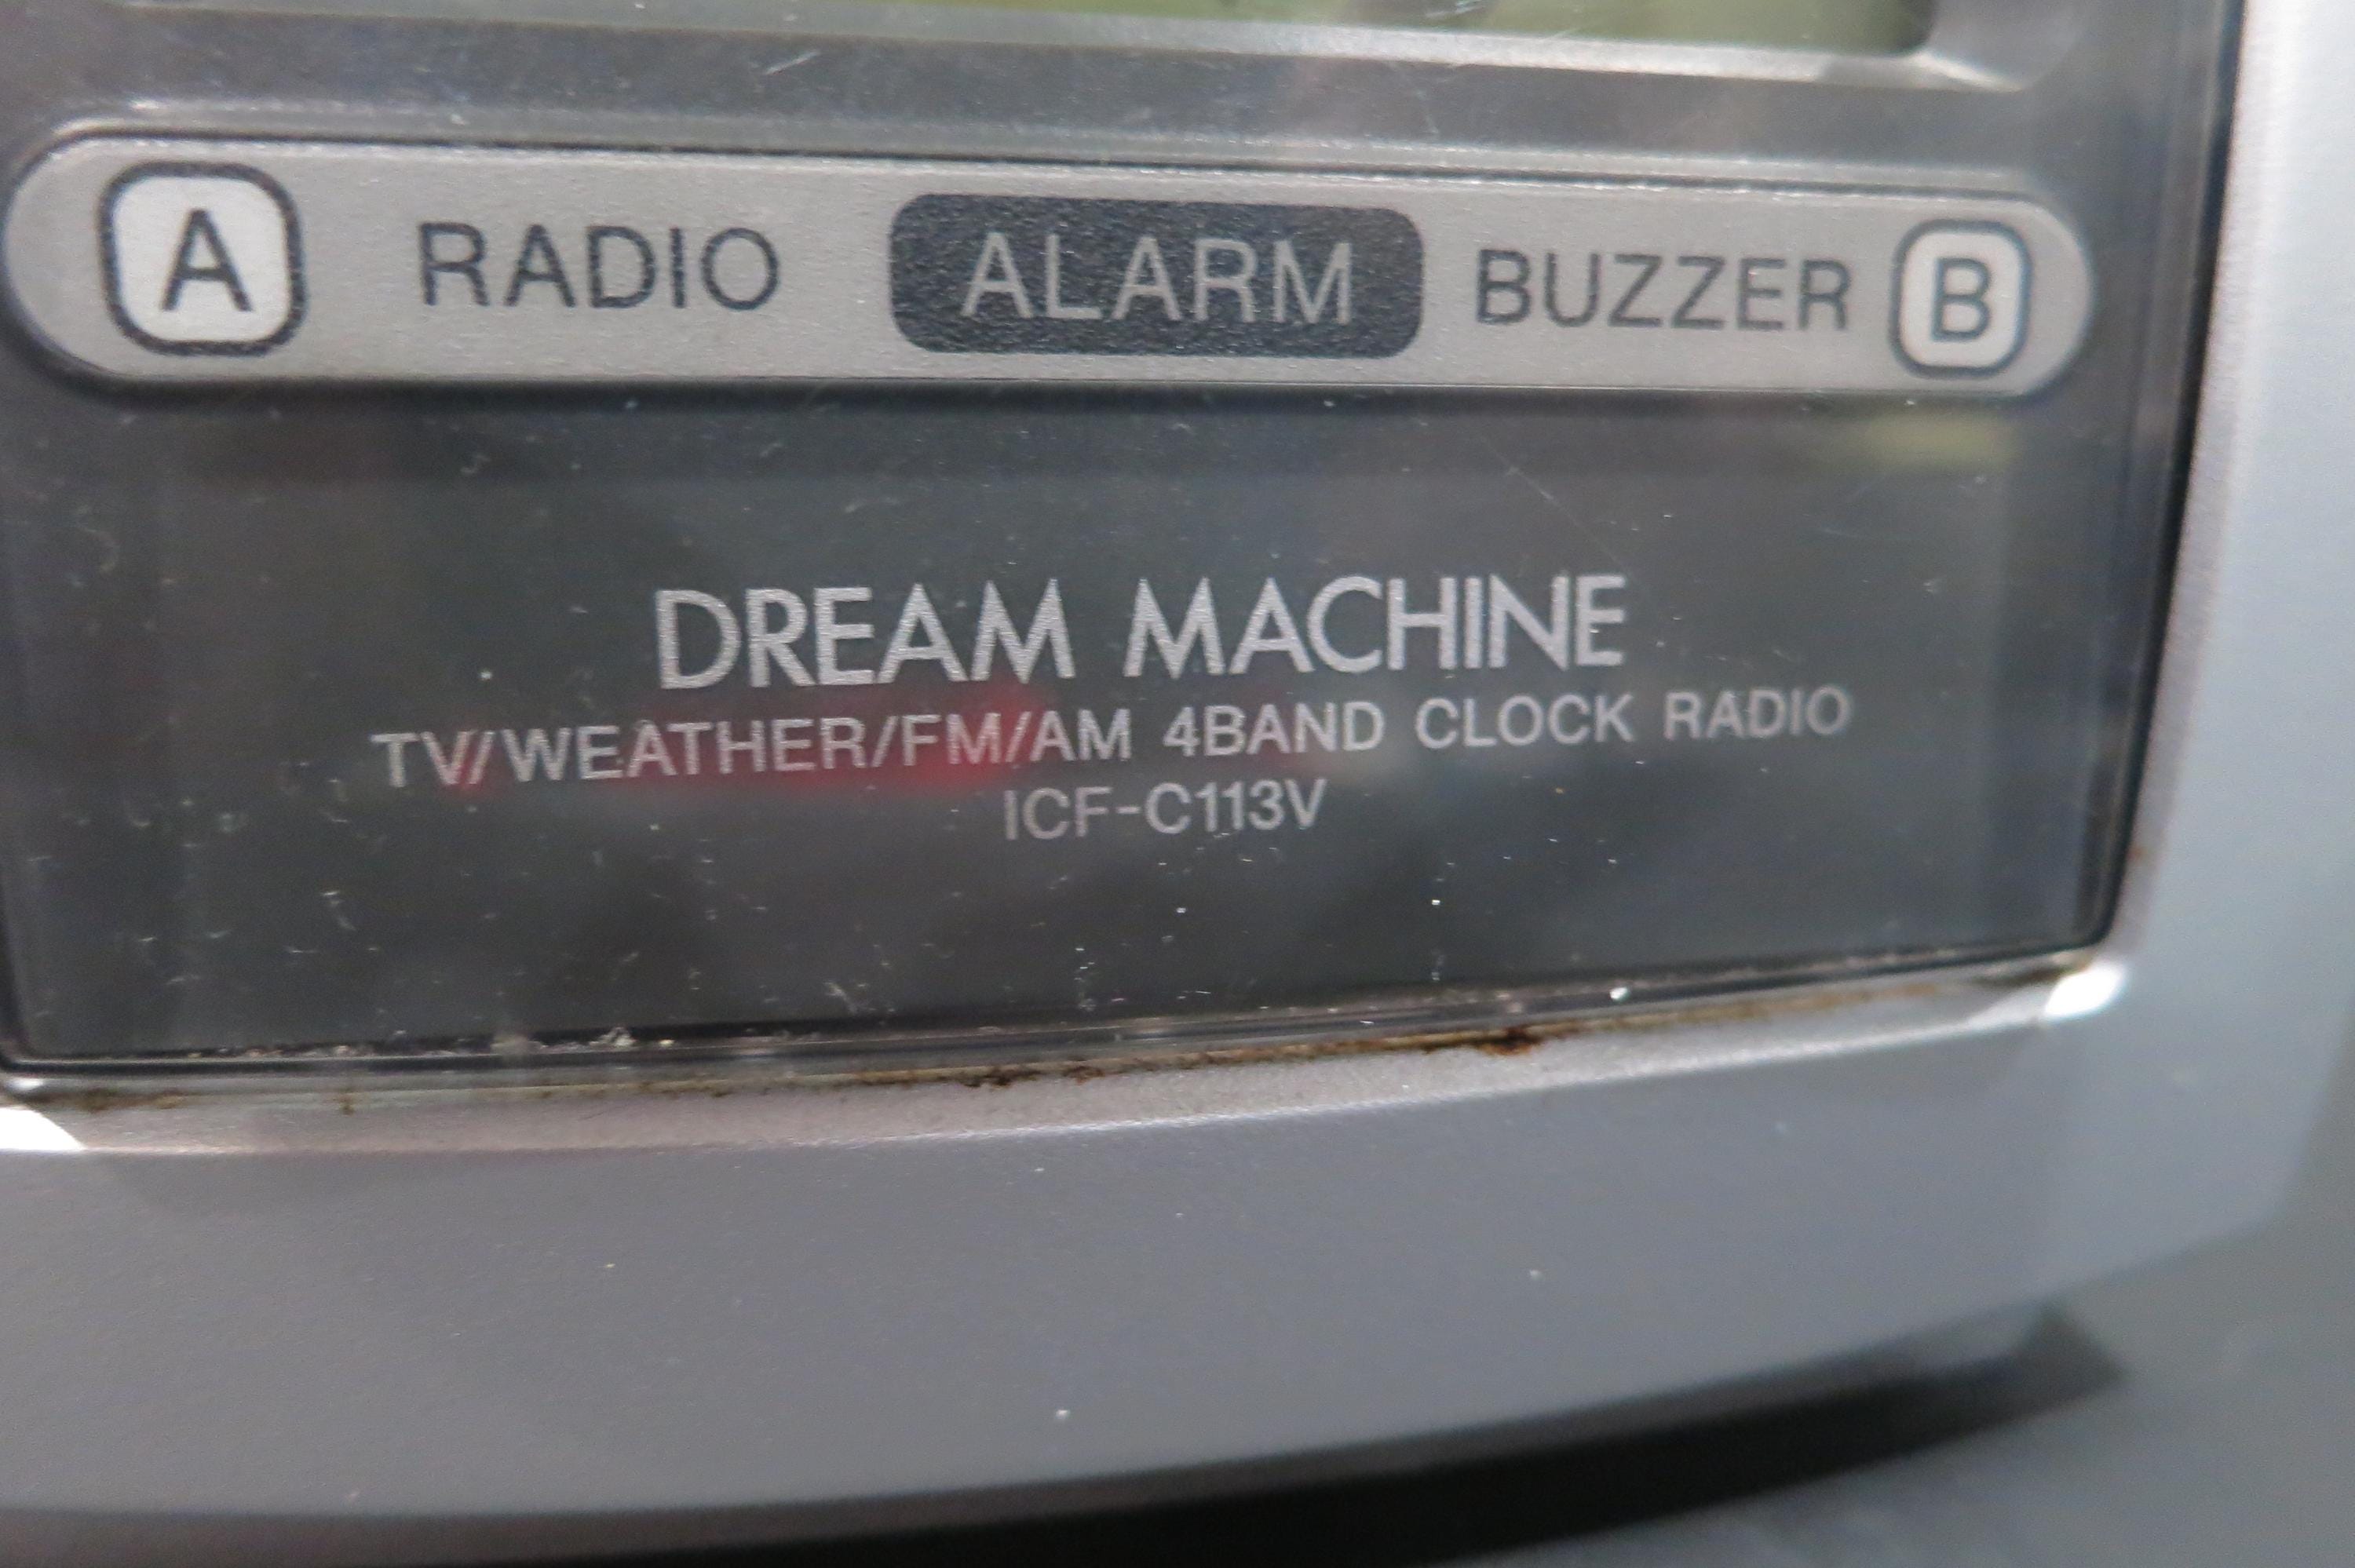 A RADIO ALARM BUZZER B
DREAM MACHINE
TV/WEATHER/FM/AM 4BAND CLOCK RADIO
ICF-C113V